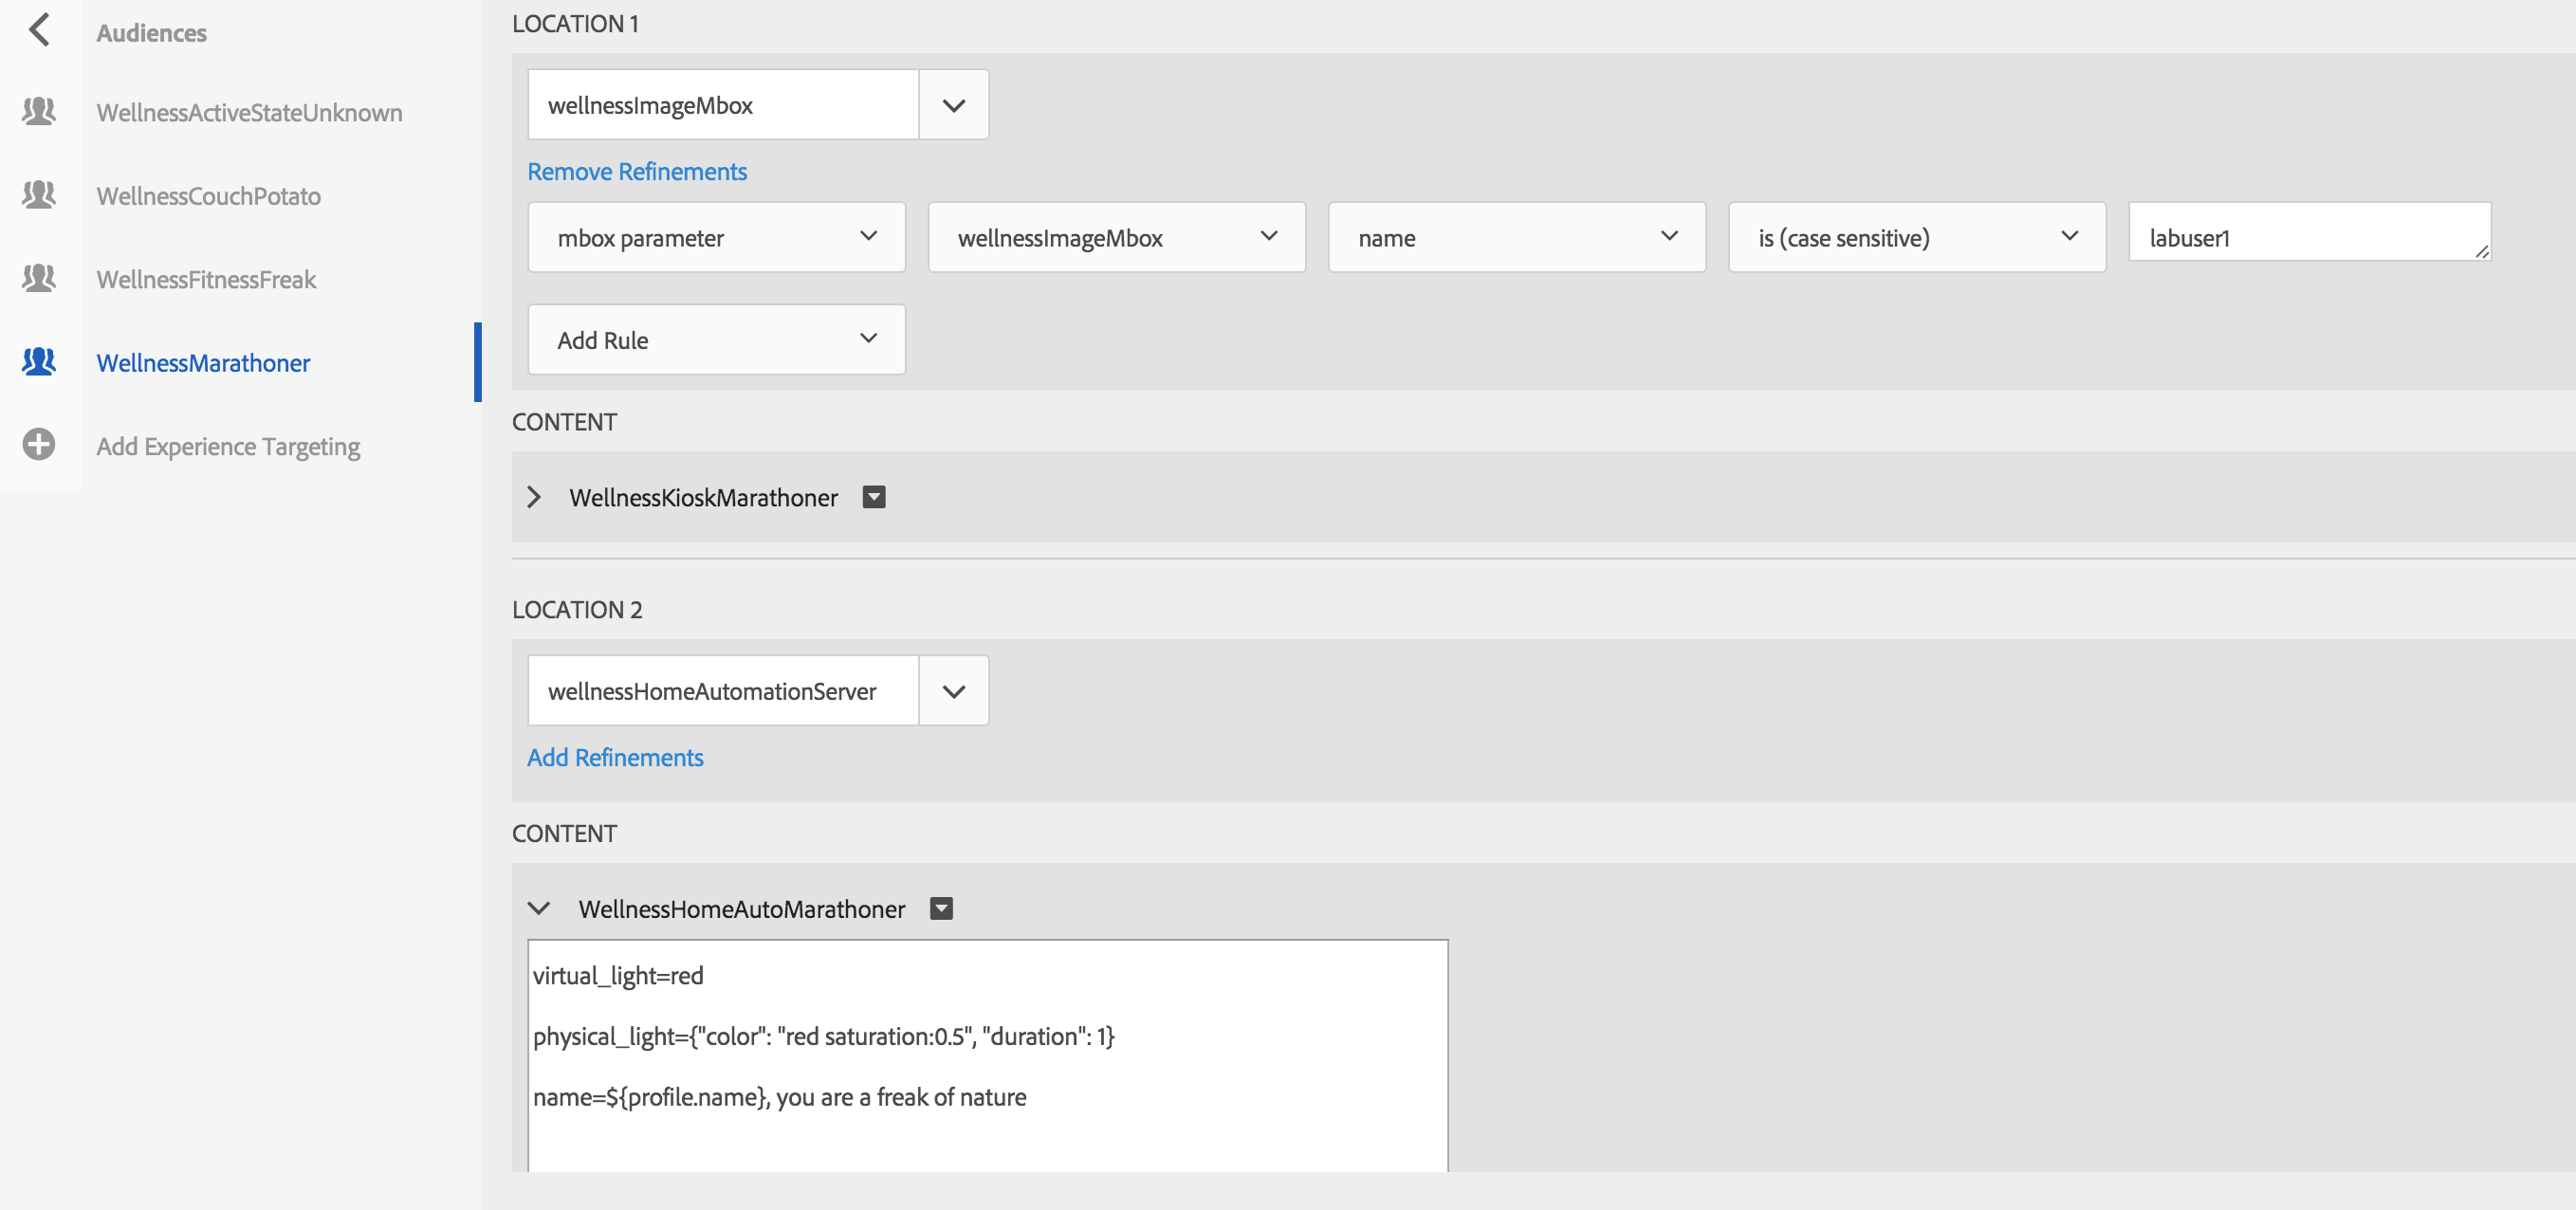 Audiences
WellnessActiveStateUnknown
WellnessCouchPotato
WellnessFitnessFreak
WellnessMarathoner
Add Experience Targeting
LOCATION 1
wellnessImageMbox
Remove Refinements
mbox parameter wellnessImageMbox name is (case sensitive) labuser1
Add Rule
CONTENT
WellnessKioskMarathoner
LOCATION 2
wellnessHomeAutomationServer
Add Refinements
CONTENT
WellnessHomeAutoMarathoner
virtual_light=red
physical_light={"color": "red saturation:0.5", "duration": 1}
name=${profile.name}, you are a freak of nature